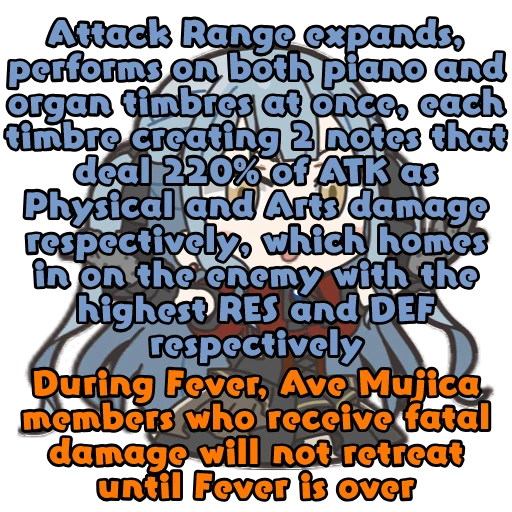 Attack Range expands,
performs on both piano and
organ timbres at once, each
timbre creating 2 notes that
deal 220% of ATK as
Physical and Arts damage
respectively, which homes
in on the enemy with the
highest RES and DEF
respectively
During Fever, Ave Mujica
members who receive fatal
damage will not retreat
until Fever is over